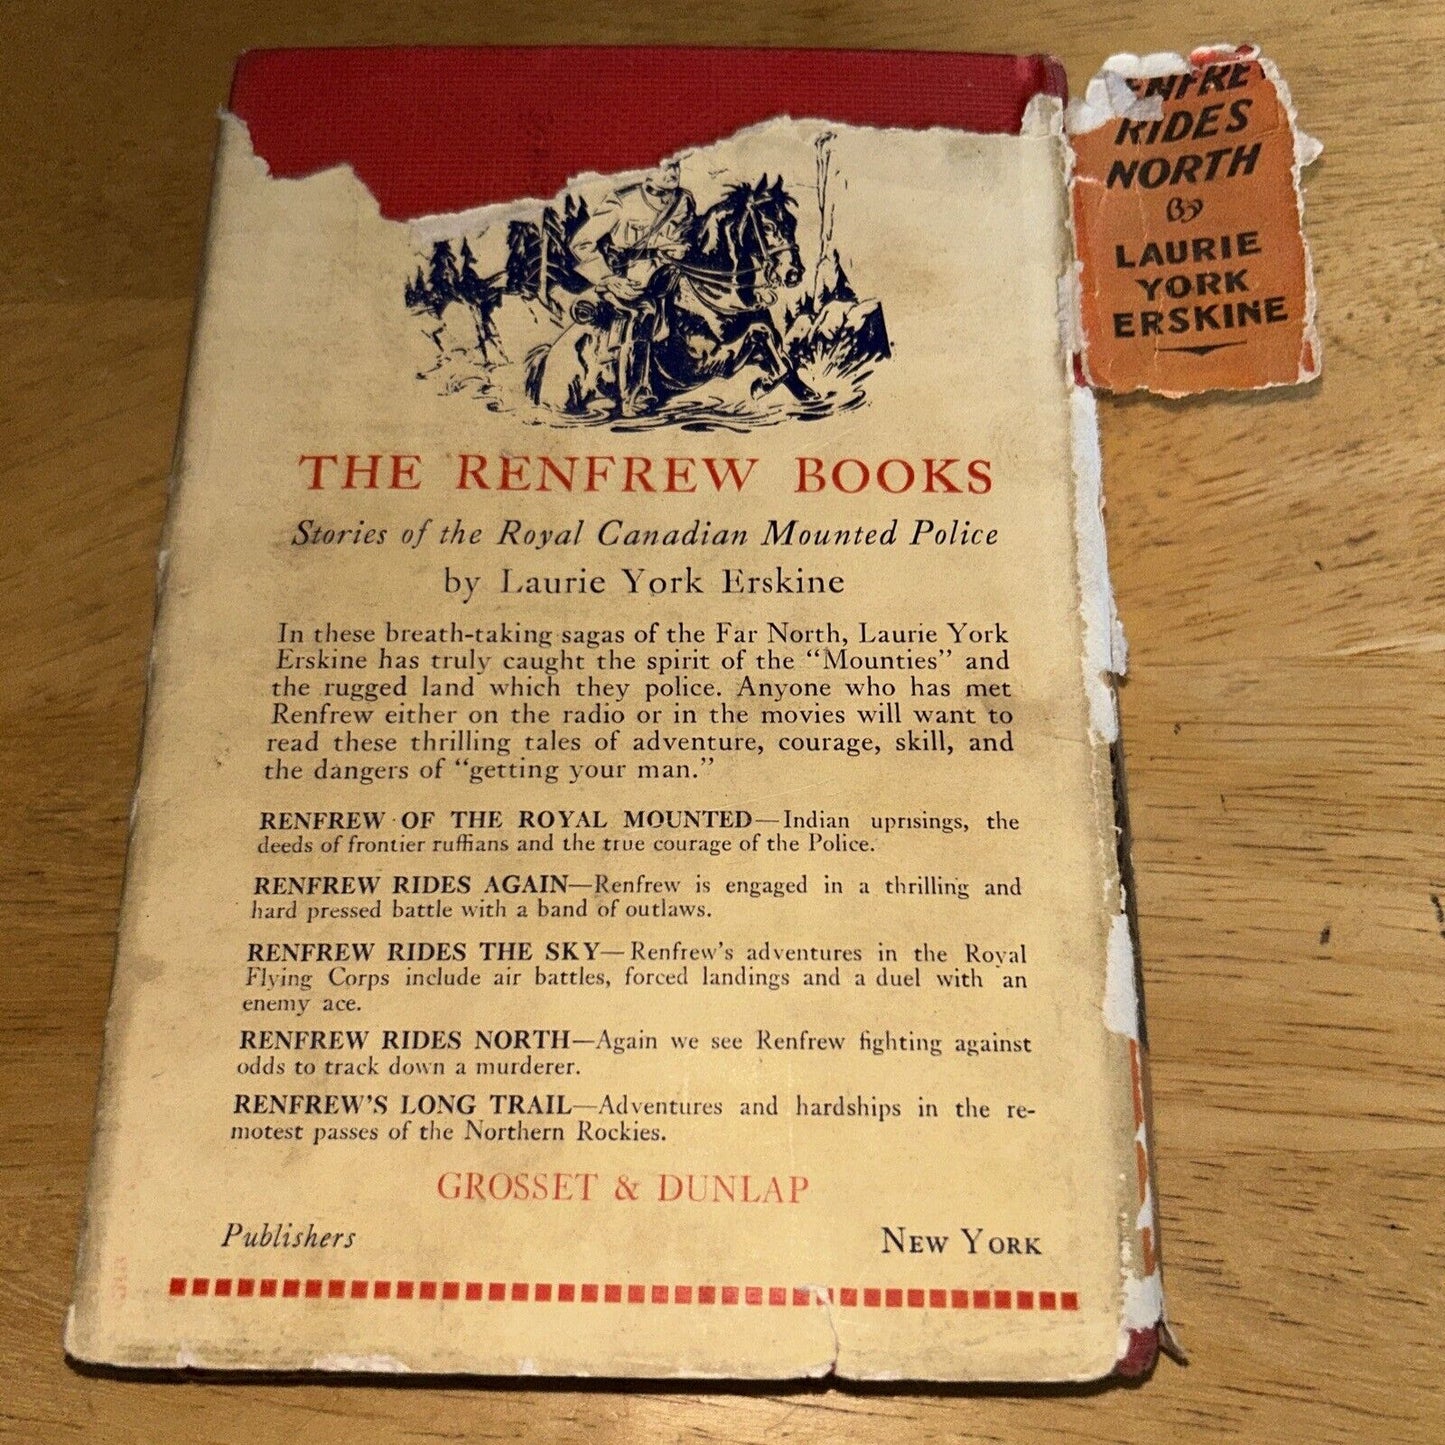 ENFRE
RIDES
NORTH
By
LAURIE
YORK
ERSKINE
THE RENFREW BOOKS
Stories of the Royal Canadian Mounted Police
by Laurie York Erskine
In these breath-taking sagas of the Far North, Laurie York
Erskine has truly caught the spirit of the “Mounties” and
the rugged land which they police. Anyone who has met
Renfrew either on the radio or in the movies will want to
read these thrilling tales of adventure, courage, skill, and
the dangers of “getting your man.”
RENFREW OF THE ROYAL MOUNTED—Indian uprisings, the
deeds of frontier ruffians and the true courage of the Police.
RENFREW RIDES AGAIN—Renfrew is engaged in a thrilling and
hard pressed battle with a band of outlaws.
RENFREW RIDES THE SKY—Renfrew’s adventures in the Royal
Flying Corps include air battles, forced landings and a duel with an
enemy ace.
RENFREW RIDES NORTH—Again we see Renfrew fighting against
odds to track down a murderer.
RENFREW’S LONG TRAIL—Adventures and hardships in the re-
motest passes of the Northern Rockies.
GROSSET & DUNLAP
Publishers NEW YORK